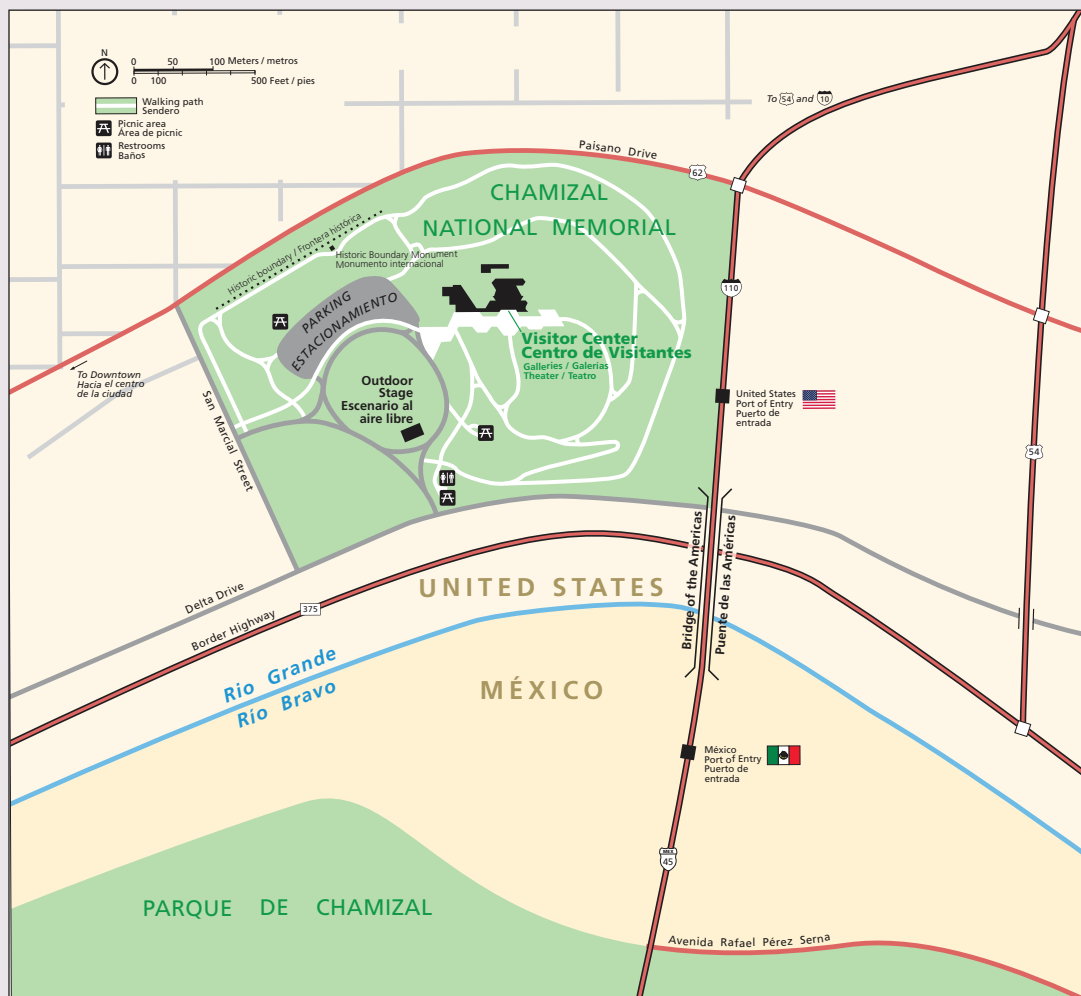 N
0 50 100 Meters / metros
0 100 500 Feet / pies
Walking path
Sendero
Picnic area
Área de picnic
Restrooms
Baños
To 54 and 10
Paisano Drive
62
CHAMIZAL
NATIONAL MEMORIAL
Historic boundary / Frontera histórica
Historic Boundary Monument
Monumento internacional
110
PARKING
ESTACIONAMIENTO
Visitor Center
Centro de Visitantes
Galleries / Galerías
Theater / Teatro
To Downtown
Hacia el centro
de la ciudad
Outdoor
Stage
Escenario al
aire libre
United States
Port of Entry
Puerto de
entrada
San Marcial Street
54
Bridge of the Americas
Puente de las Américas
UNITED STATES
Delta Drive
375
Border Highway
Rio Grande
Río Bravo
MÉXICO
México
Port of Entry
Puerto de
entrada
MEX
45
PARQUE DE CHAMIZAL
Avenida Rafael Pérez Serna